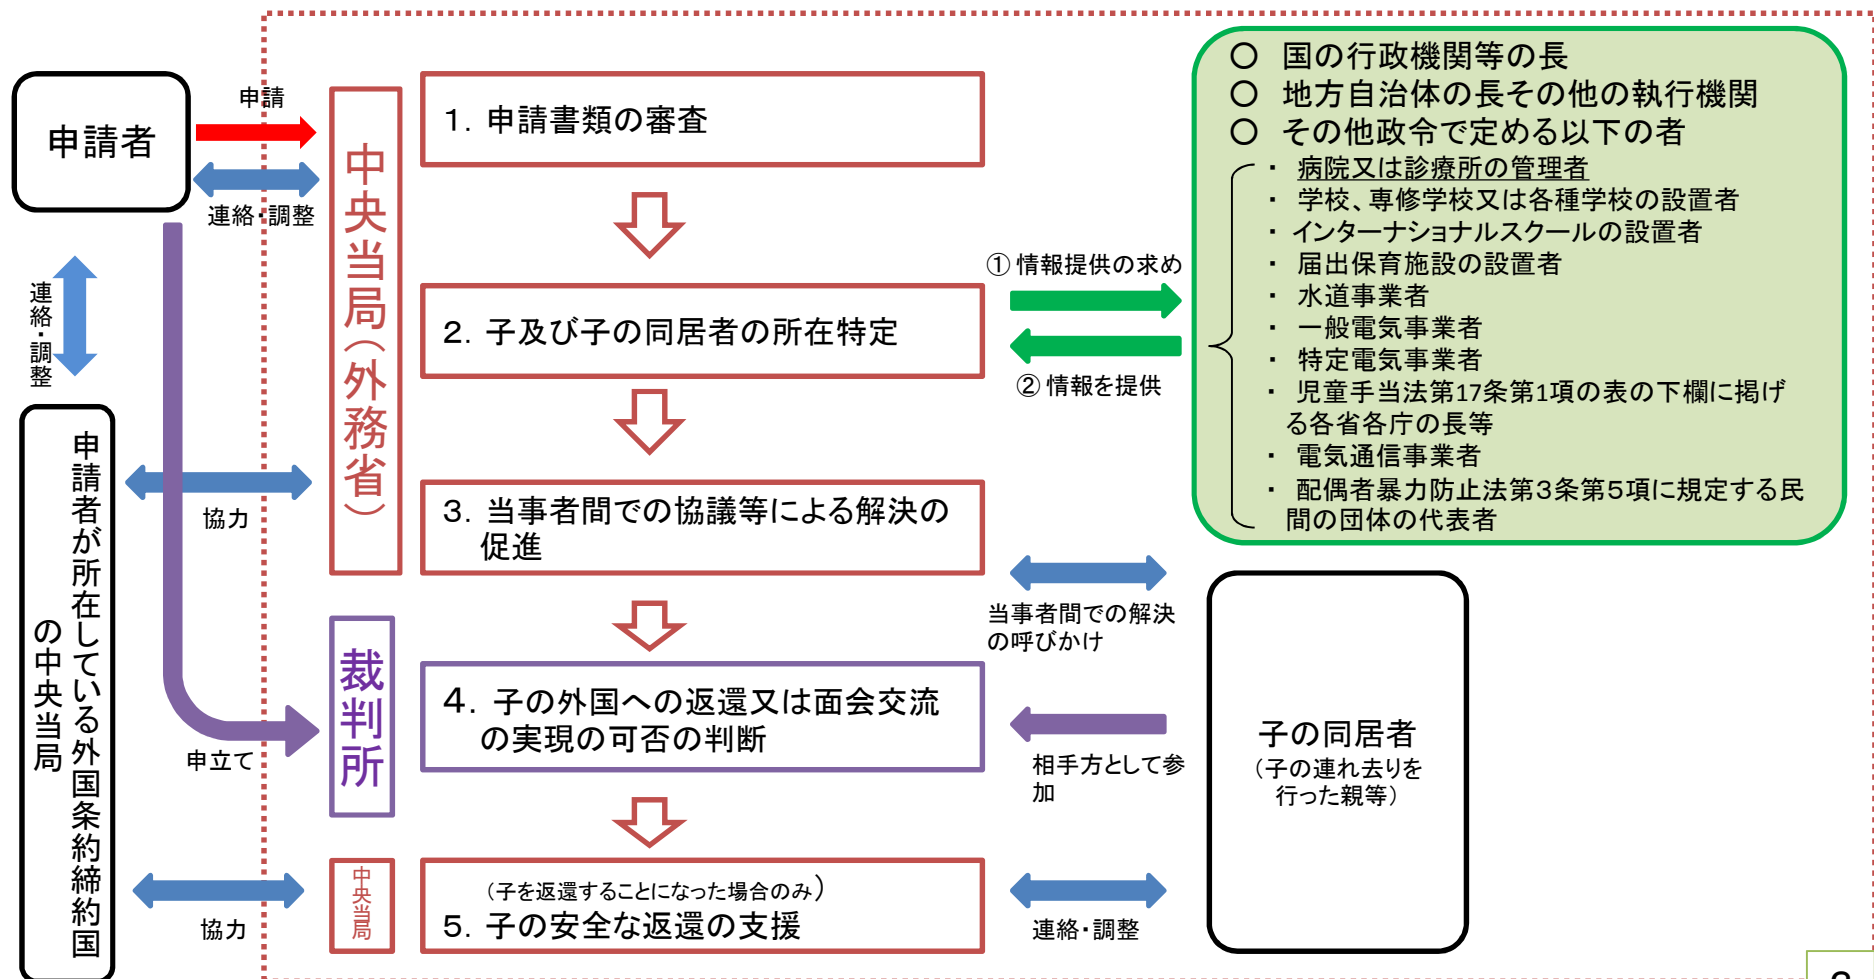 申請者
申請
連絡・調整
連絡・調整
申請者が所在している外国条約締約国
の中央当局
協力
申立て
協力
中央当局（外務省）
裁判所
中央当局
1．申請書類の審査
2．子及び子の同居者の所在特定
3．当事者間での協議等による解決の
促進
4．子の外国への返還又は面会交流
の実現の可否の判断
（子を返還することになった場合のみ）
5．子の安全な返還の支援
① 情報提供の求め
② 情報を提供
当事者間での解決
の呼びかけ
相手方として参
加
連絡・調整
○ 国の行政機関等の長
○ 地方自治体の長その他の執行機関
○ その他政令で定める以下の者
・ 病院又は診療所の管理者
・ 学校、専修学校又は各種学校の設置者
・ インターナショナルスクールの設置者
・ 届出保育施設の設置者
・ 水道事業者
・ 一般電気事業者
・ 特定電気事業者
・ 児童手当法第17条第1項の表の下欄に掲げ
る各省各庁の長等
・ 電気通信事業者
・ 配偶者暴力防止法第３条第５項に規定する民
間の団体の代表者
子の同居者
（子の連れ去りを
行った親等）